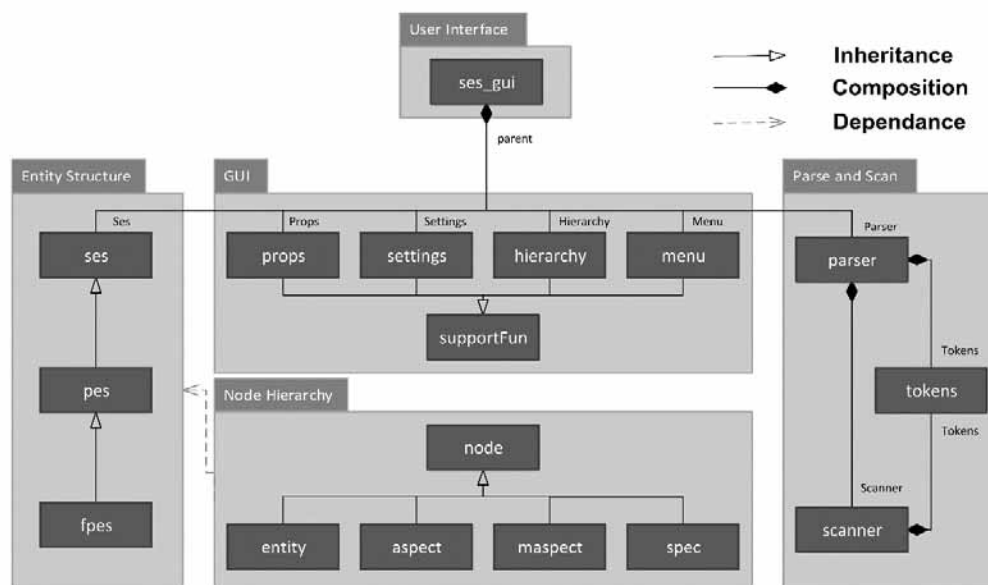 User Interface
ses_gui
parent
Inheritance
Composition
Dependance
Entity Structure
GUI
Parse and Scan
Ses
Props
Settings
Hierarchy
Menu
Parser
ses
props
settings
hierarchy
menu
parser
supportFun
Tokens
pes
tokens
Node Hierarchy
Tokens
node
Scanner
fpes
entity
aspect
maspect
spec
scanner